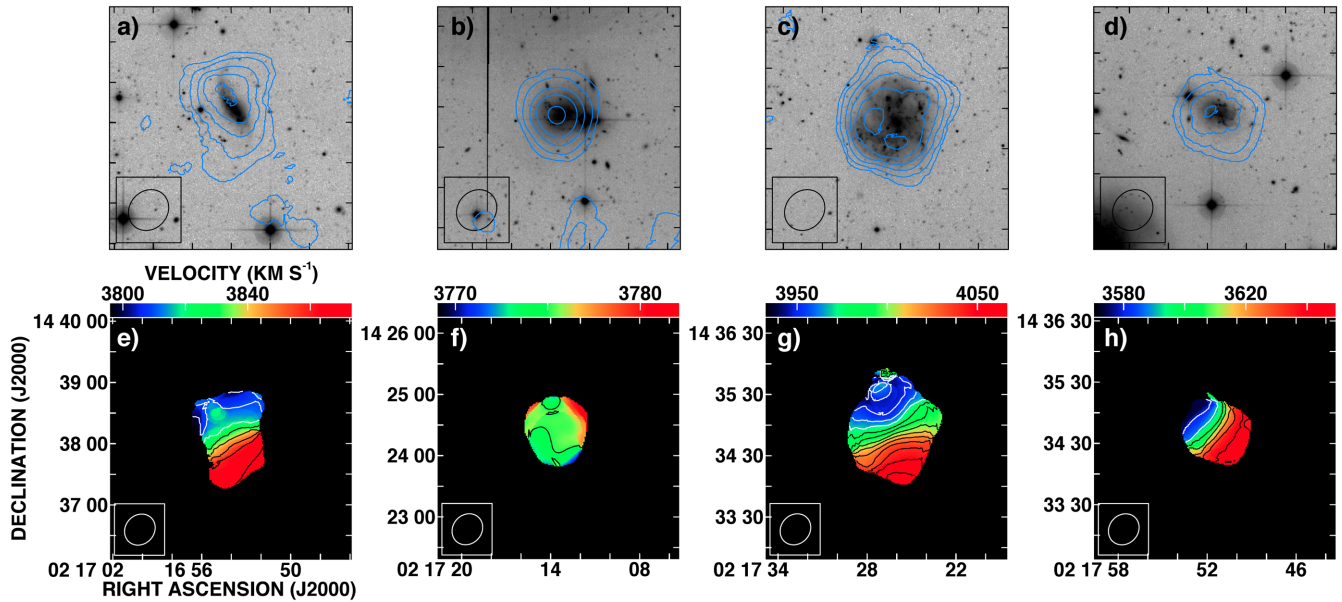 a) b) c) d)
VELOCITY (KM S⁻¹)
3800 3840 3770 3780 3950 4050 3580 3620
e) f) g) h)
14 40 00 14 26 00 14 36 30 14 36 30
39 00 25 00 35 30 35 30
38 00 24 00 34 30 34 30
37 00 23 00 33 30 33 30
DECLINATION (J2000)
02 17 02 16 56 50 02 17 20 14 08 02 17 34 28 22 02 17 58 52 46
RIGHT ASCENSION (J2000)